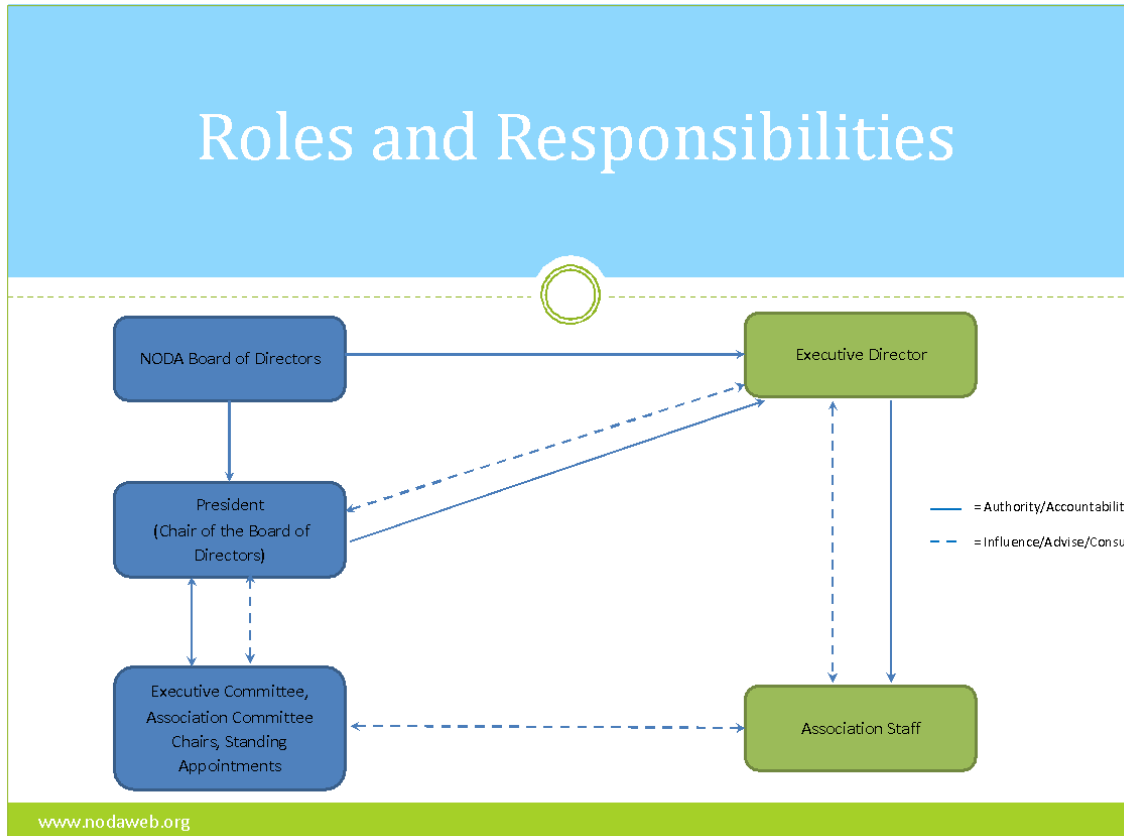 Roles and Responsibilities
NODA Board of Directors
Executive Director
President
(Chair of the Board of
Directors)
= Authority/Accountabilit
= Influence/Advise/Consu
Executive Committee,
Association Committee
Chairs, Standing
Appointments
Association Staff
www.nodaweb.org